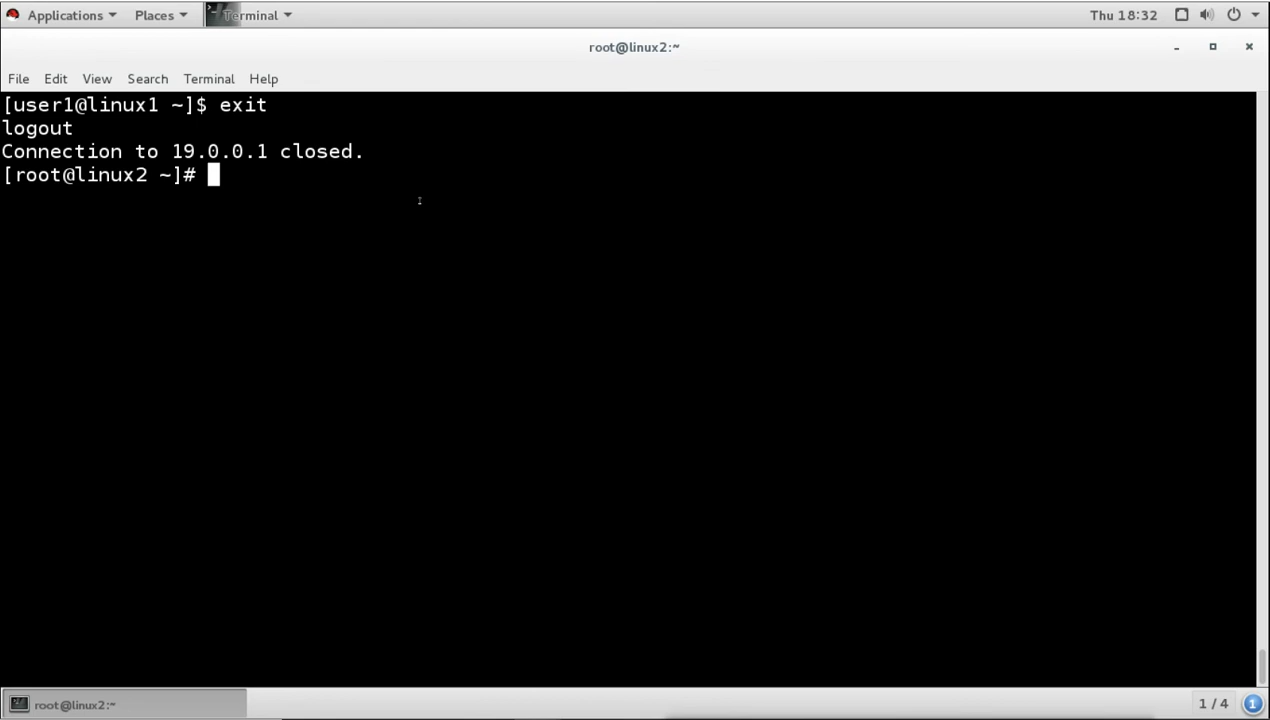 Applications Places Terminal Thu 18:32
root@linux2:~
File Edit View Search Terminal Help
[user1@linux1 ~]$ exit
logout
Connection to 19.0.0.1 closed.
[root@linux2 ~]#
root@linux2:~ 1 / 4 1